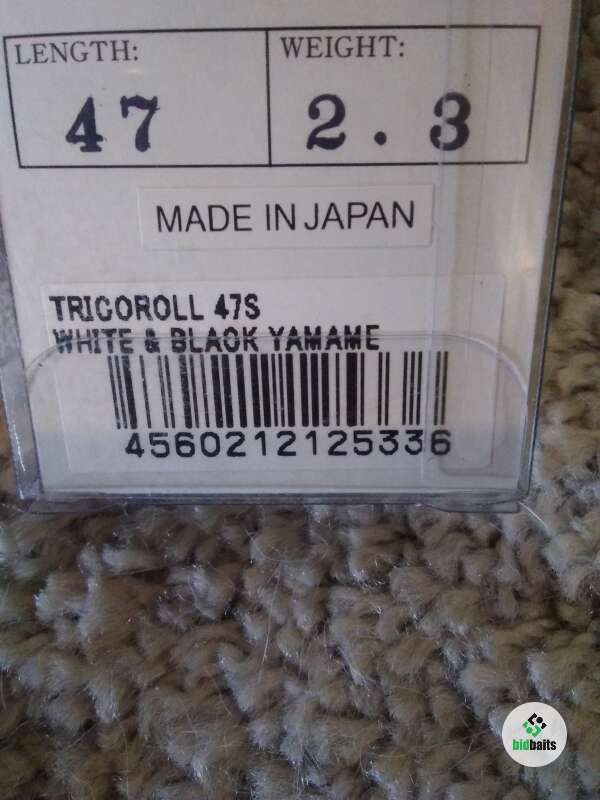 LENGTH:
WEIGHT:
47
2.3
MADE IN JAPAN
TRICOROLL 47S
WHITE & BLACK YAMAME
4560212125336
bidbaits